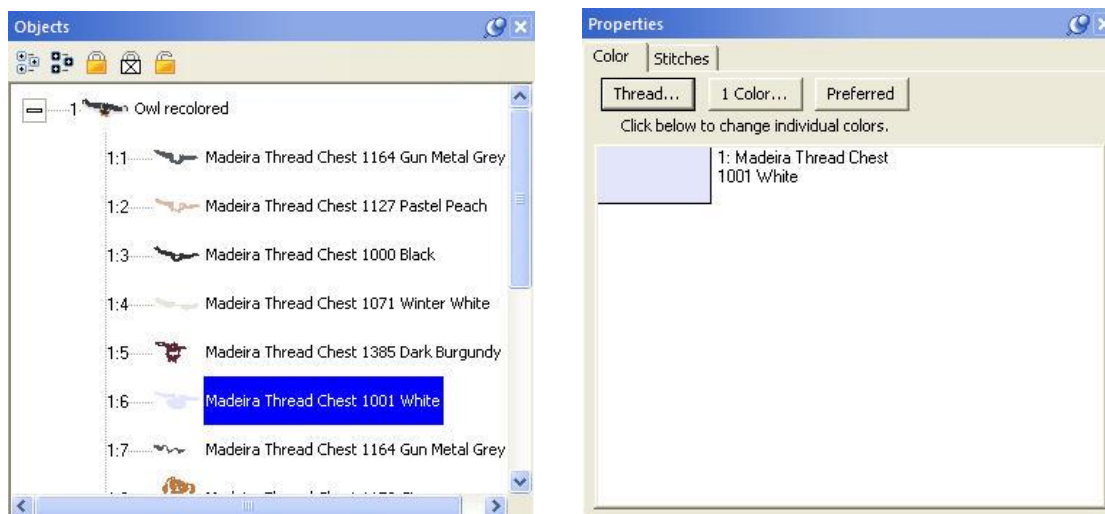 Objects
1 Owl recolored
1:1 Madeira Thread Chest 1164 Gun Metal Grey
1:2 Madeira Thread Chest 1127 Pastel Peach
1:3 Madeira Thread Chest 1000 Black
1:4 Madeira Thread Chest 1071 Winter White
1:5 Madeira Thread Chest 1385 Dark Burgundy
1:6 Madeira Thread Chest 1001 White
1:7 Madeira Thread Chest 1164 Gun Metal Grey
Properties
Color Stitches
Thread... 1 Color... Preferred
Click below to change individual colors.
1: Madeira Thread Chest
1001 White